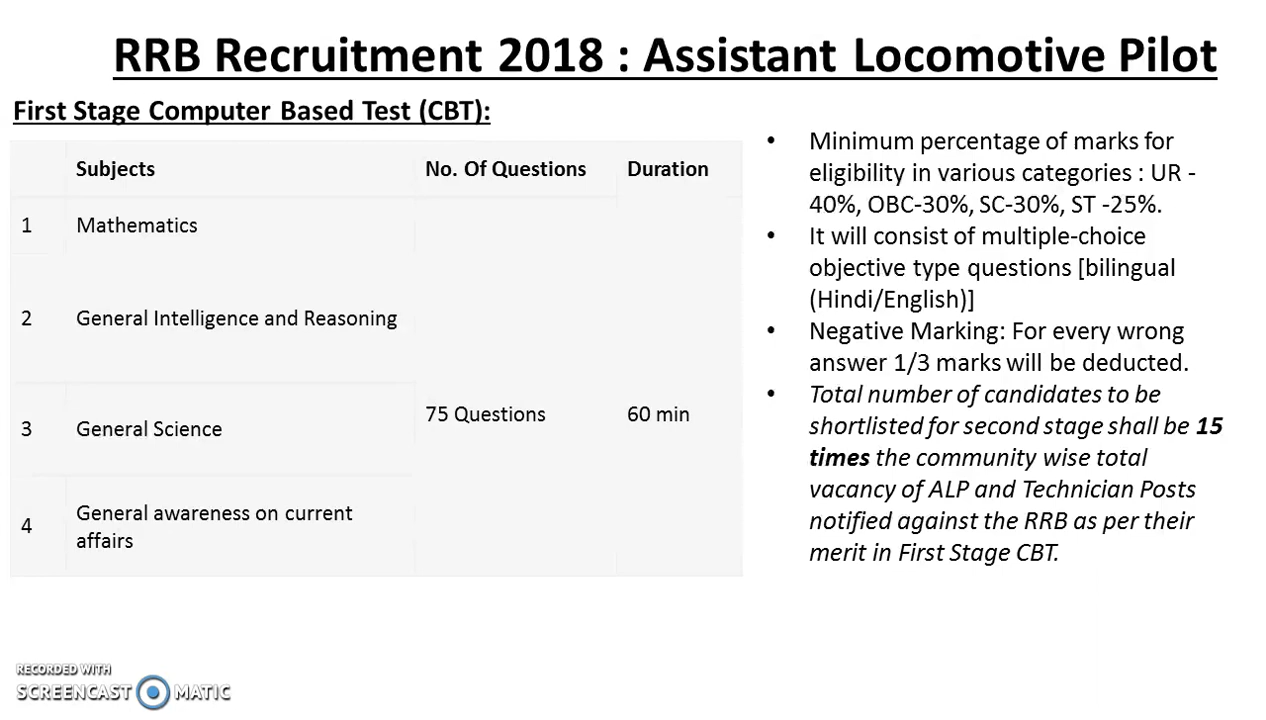 RRB Recruitment 2018 : Assistant Locomotive Pilot
First Stage Computer Based Test (CBT):
Subjects No. Of Questions Duration
1 Mathematics
2 General Intelligence and Reasoning
3 General Science
75 Questions 60 min
4 General awareness on current
affairs
• Minimum percentage of marks for
eligibility in various categories : UR -
40%, OBC-30%, SC-30%, ST -25%.
• It will consist of multiple-choice
objective type questions [bilingual
(Hindi/English)]
• Negative Marking: For every wrong
answer 1/3 marks will be deducted.
• Total number of candidates to be
shortlisted for second stage shall be 15
times the community wise total
vacancy of ALP and Technician Posts
notified against the RRB as per their
merit in First Stage CBT.
RECORDED WITH
SCREENCAST MATIC